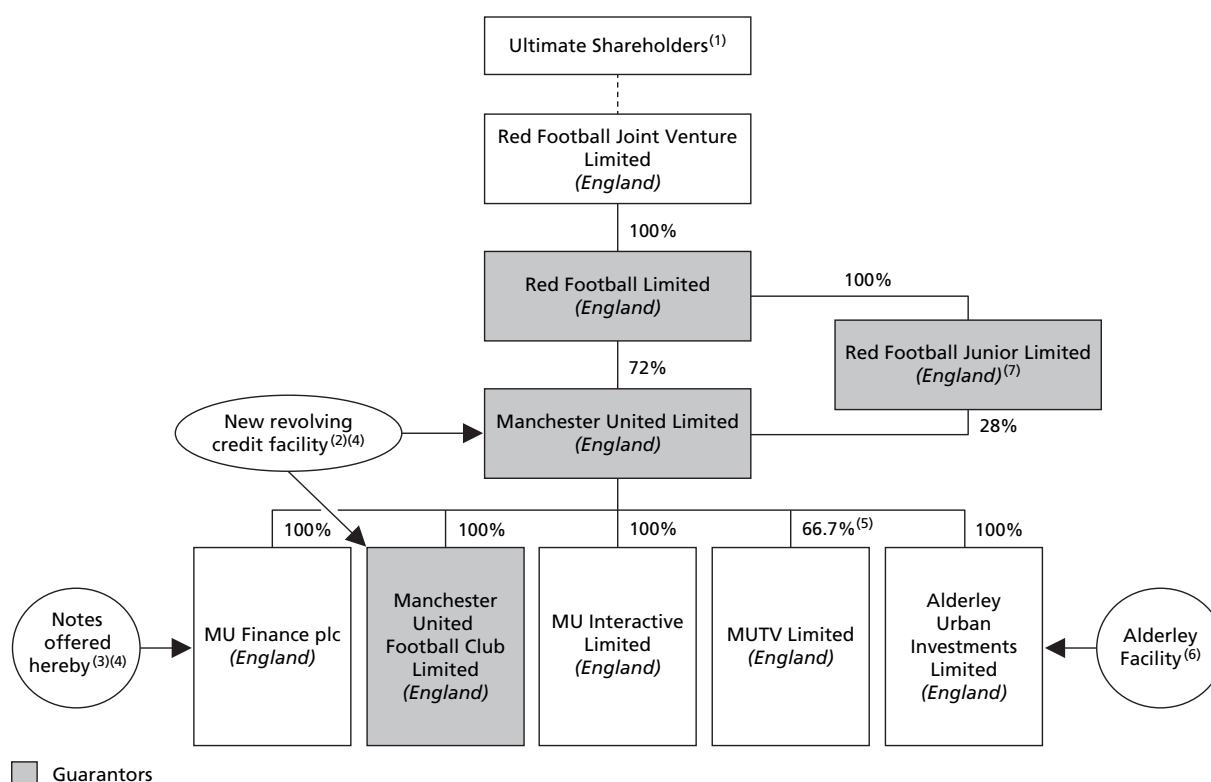 Ultimate Shareholders(1)
Red Football Joint Venture
Limited
(England)
100%
Red Football Limited
(England)
100%
Red Football Junior Limited
(England)(7)
72%
28%
New revolving
credit facility(2)(4)
Manchester United Limited
(England)
100%
100%
100%
66.7%(5)
100%
Notes
offered
hereby(3)(4)
MU Finance plc
(England)
Manchester
United
Football Club
Limited
(England)
MU Interactive
Limited
(England)
MUTV Limited
(England)
Alderley
Urban
Investments
Limited
(England)
Alderley
Facility(6)
Guarantors